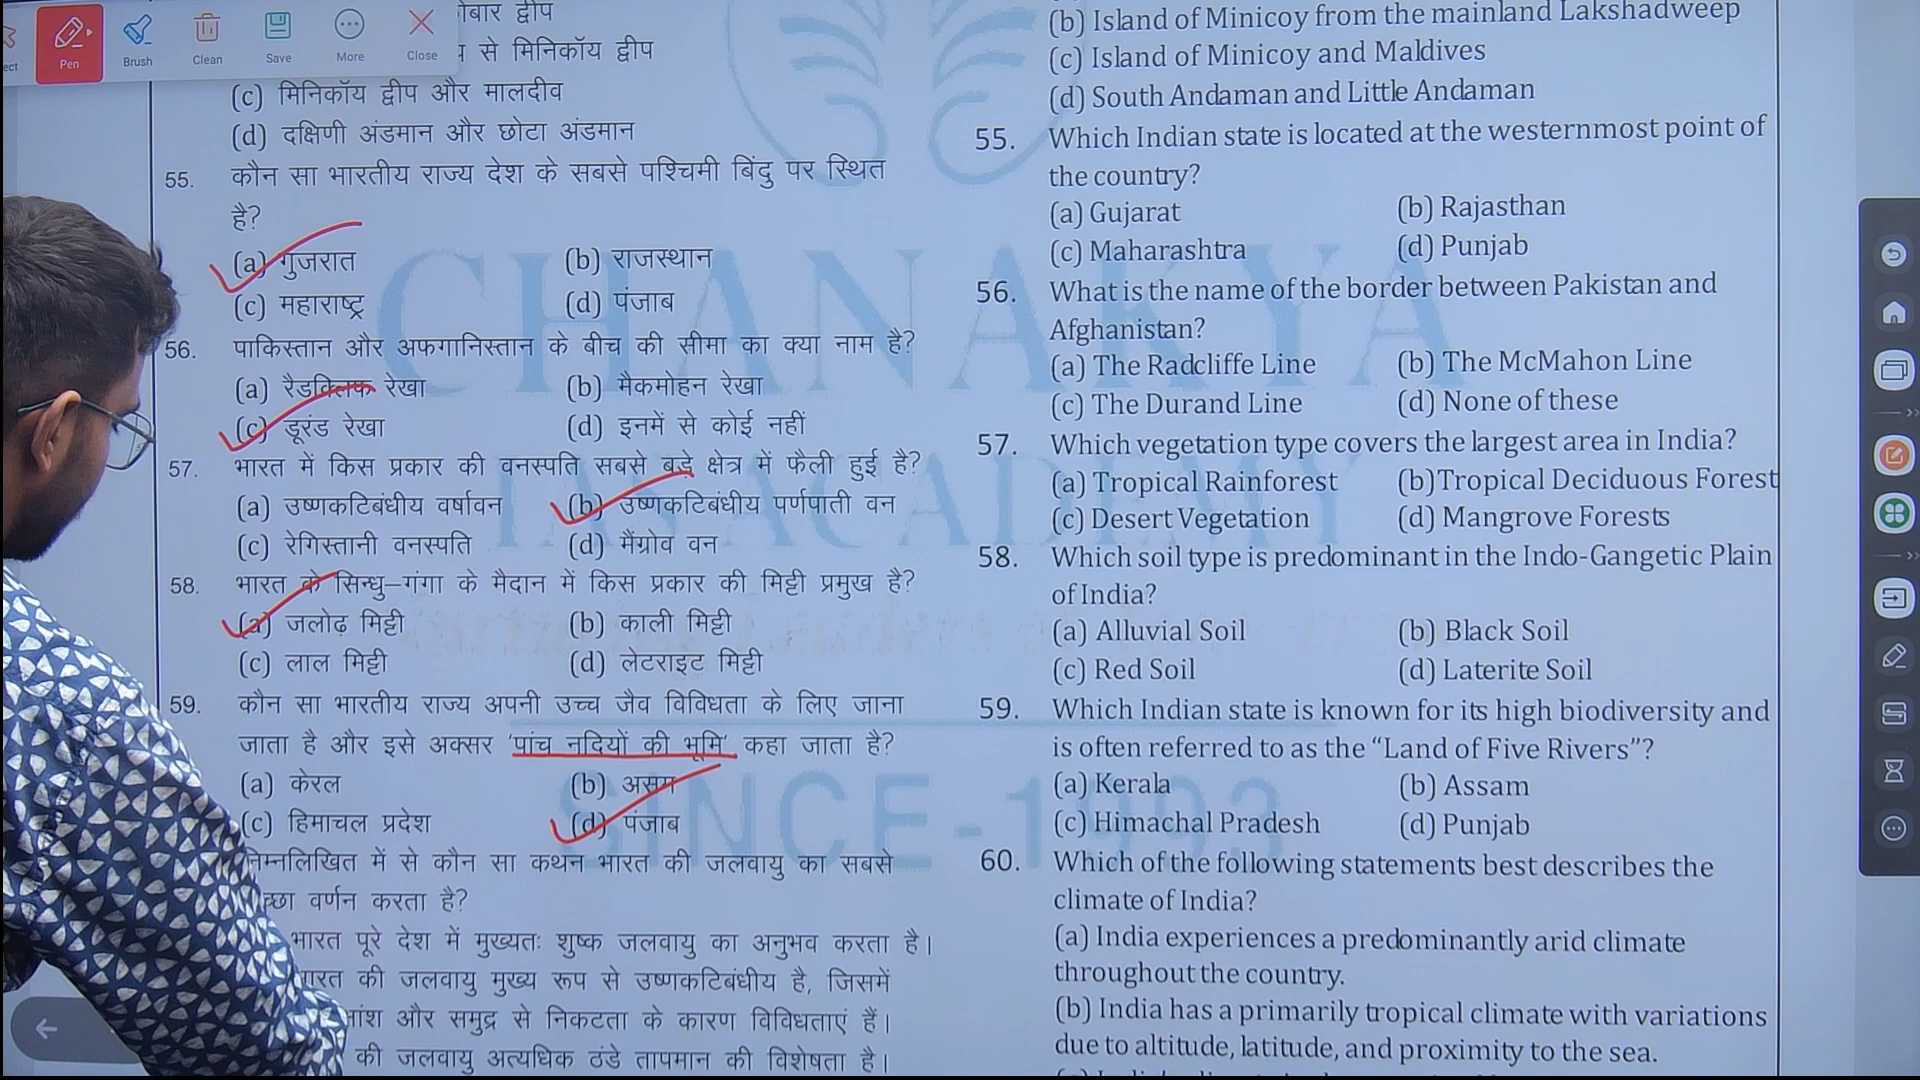 ect
Pen
Brush
Clean
Save
More
Close
से मिनिकॉय द्वीप
(c) मिनिकॉय द्वीप और मालदीव
(d) दक्षिणी अंडमान और छोटा अंडमान
55. कौन सा भारतीय राज्य देश के सबसे पश्चिमी बिंदु पर स्थित
है?
(a) गुजरात (b) राजस्थान
(c) महाराष्ट्र (d) पंजाब
56. पाकिस्तान और अफगानिस्तान के बीच की सीमा का क्या नाम है?
(a) रैडक्लिफ रेखा (b) मैकमोहन रेखा
(c) डूरंड रेखा (d) इनमें से कोई नहीं
57. भारत में किस प्रकार की वनस्पति सबसे बड़े क्षेत्र में फैली हुई है?
(a) उष्णकटिबंधीय वर्षावन (b) उष्णकटिबंधीय पर्णपाती वन
(c) रेगिस्तानी वनस्पति (d) मैंग्रोव वन
58. भारत के सिन्धु–गंगा के मैदान में किस प्रकार की मिट्टी प्रमुख है?
(a) जलोढ़ मिट्टी (b) काली मिट्टी
(c) लाल मिट्टी (d) लेटराइट मिट्टी
59. कौन सा भारतीय राज्य अपनी उच्च जैव विविधता के लिए जाना
जाता है और इसे अक्सर ‘पांच नदियों की भूमि’ कहा जाता है?
(a) केरल (b) असम
(c) हिमाचल प्रदेश (d) पंजाब
निम्नलिखित में से कौन सा कथन भारत की जलवायु का सबसे
वर्णन करता है?
भारत पूरे देश में मुख्यतः शुष्क जलवायु का अनुभव करता है।
की जलवायु मुख्य रूप से उष्णकटिबंधीय है, जिसमें
और समुद्र से निकटता के कारण विविधताएं हैं।
की जलवायु अत्यधिक ठंडे तापमान की विशेषता है।
(b) Island of Minicoy from the mainland Lakshadweep
(c) Island of Minicoy and Maldives
(d) South Andaman and Little Andaman
55. Which Indian state is located at the westernmost point of
the country?
(a) Gujarat (b) Rajasthan
(c) Maharashtra (d) Punjab
56. What is the name of the border between Pakistan and
Afghanistan?
(a) The Radcliffe Line (b) The McMahon Line
(c) The Durand Line (d) None of these
57. Which vegetation type covers the largest area in India?
(a) Tropical Rainforest (b)Tropical Deciduous Forest
(c) Desert Vegetation (d) Mangrove Forests
58. Which soil type is predominant in the Indo-Gangetic Plain
of India?
(a) Alluvial Soil (b) Black Soil
(c) Red Soil (d) Laterite Soil
59. Which Indian state is known for its high biodiversity and
is often referred to as the “Land of Five Rivers”?
(a) Kerala (b) Assam
(c) Himachal Pradesh (d) Punjab
60. Which of the following statements best describes the
climate of India?
(a) India experiences a predominantly arid climate
throughout the country.
(b) India has a primarily tropical climate with variations
due to altitude, latitude, and proximity to the sea.
CHANAKYA
IAS ACADEMY
SINCE-1993